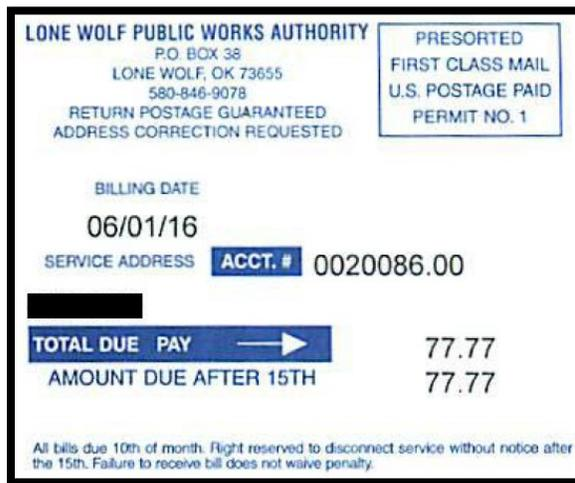 LONE WOLF PUBLIC WORKS AUTHORITY
P.O. BOX 38
LONE WOLF, OK 73655
580-846-9078
RETURN POSTAGE GUARANTEED
ADDRESS CORRECTION REQUESTED
PRESORTED
FIRST CLASS MAIL
U.S. POSTAGE PAID
PERMIT NO. 1
BILLING DATE
06/01/16
SERVICE ADDRESS ACCT. # 0020086.00
TOTAL DUE PAY 77.77
AMOUNT DUE AFTER 15TH 77.77
All bills due 10th of month. Right reserved to disconnect service without notice after
the 15th. Failure to receive bill does not waive penalty.